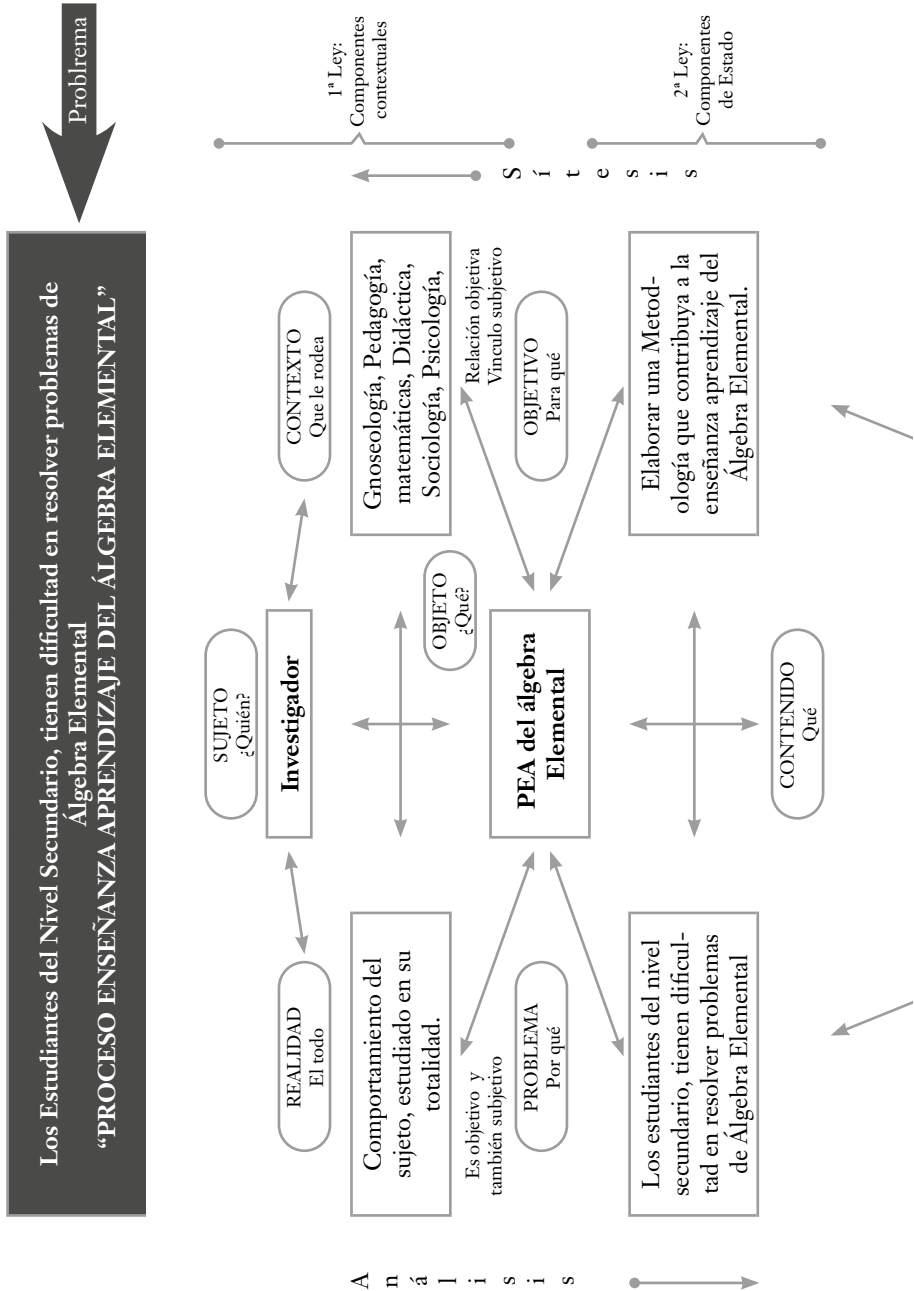 Problrema
Los Estudiantes del Nivel Secundario, tienen dificultad en resolver problemas de
Álgebra Elemental
“PROCESO ENSEÑANZA APRENDIZAJE DEL ÁLGEBRA ELEMENTAL”
SUJETO
¿Quién?
REALIDAD
El todo
Investigador
CONTEXTO
Que le rodea
1ª Ley:
Componentes
contextuales
Comportamiento del
sujeto, estudiado en su
totalidad.
Gnoseología, Pedagogía,
matemáticas, Didáctica,
Sociología, Psicología,
A
n
á
l
i
s
i
s
Es objetivo y
también subjetivo
OBJETO
¿Qué?
Relación objetiva
Vinculo subjetivo
S
í
t
e
s
i
s
PROBLEMA
Por qué
PEA del álgebra
Elemental
OBJETIVO
Para qué
Los estudiantes del nivel
secundario, tienen dificul-
tad en resolver problemas
de Álgebra Elemental
Elaborar una Metod-
ología que contribuya a la
enseñanza aprendizaje del
Álgebra Elemental.
2ª Ley:
Componentes
de Estado
CONTENIDO
Qué